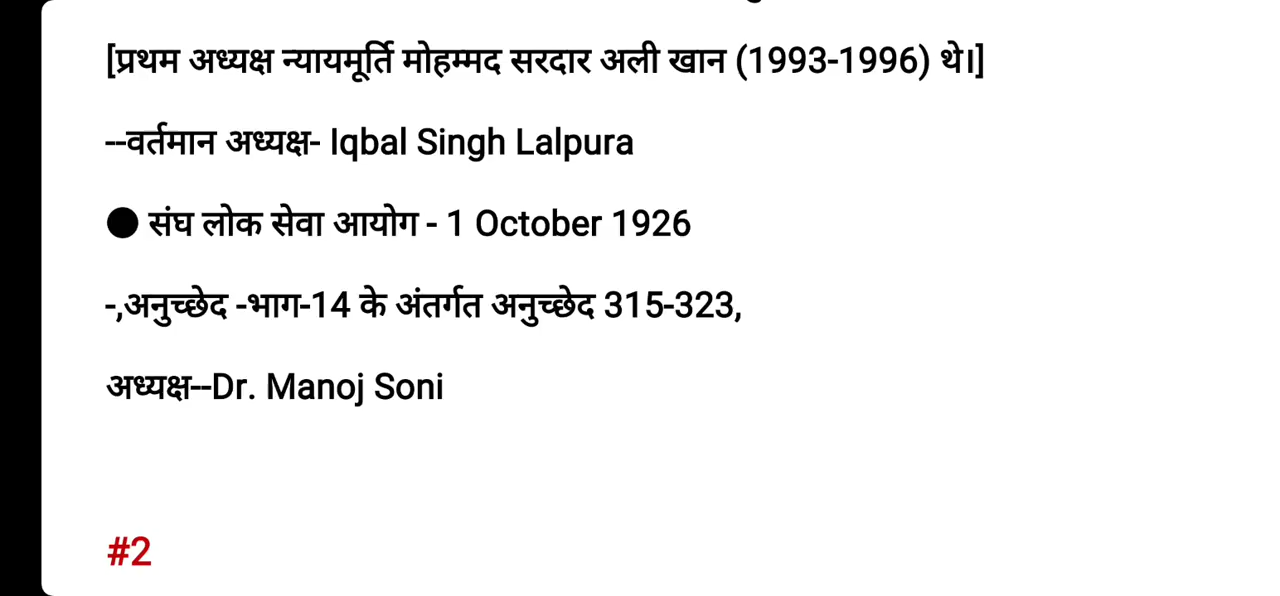 [प्रथम अध्यक्ष न्यायमूर्ति मोहम्मद सरदार अली खान (1993-1996) थे।]
--वर्तमान अध्यक्ष- Iqbal Singh Lalpura
● संघ लोक सेवा आयोग - 1 October 1926
-,अनुच्छेद -भाग-14 के अंतर्गत अनुच्छेद 315-323,
अध्यक्ष--Dr. Manoj Soni
#2